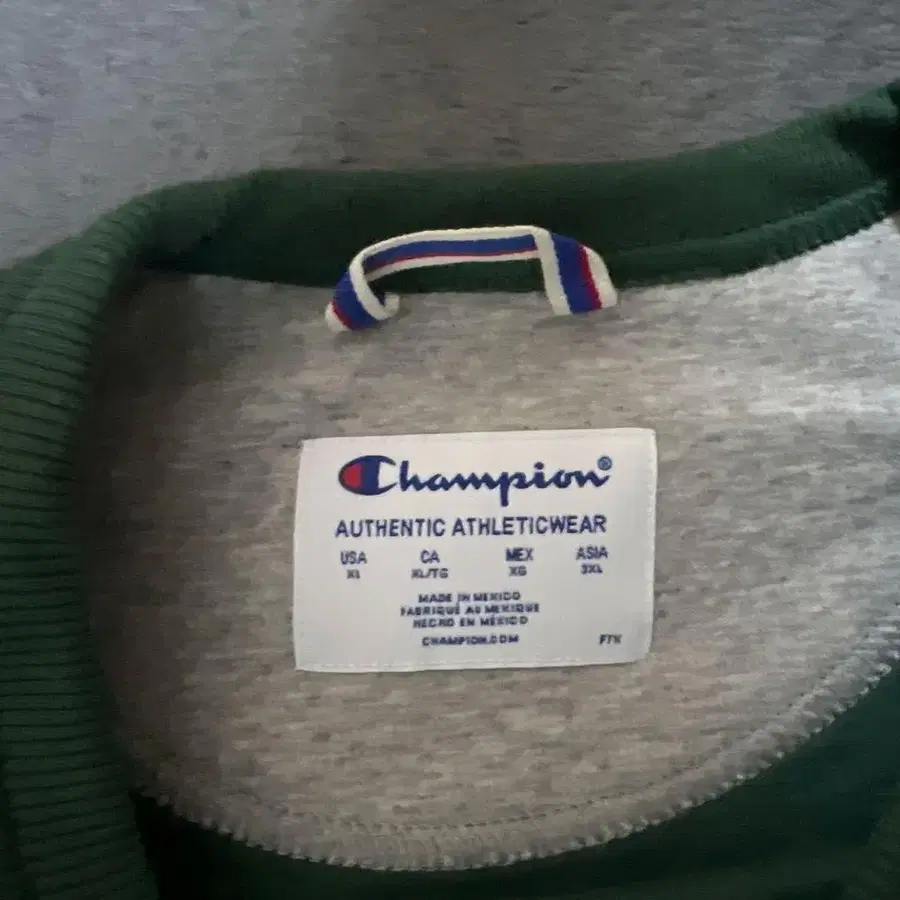 Champion®
AUTHENTIC ATHLETICWEAR
USA CA MEX ASIA
XL XL/TG XG 3XL
MADE IN MEXICO
FABRIQUÉ AU MEXIQUE
HECHO EN MÉXICO
CHAMPION.COM